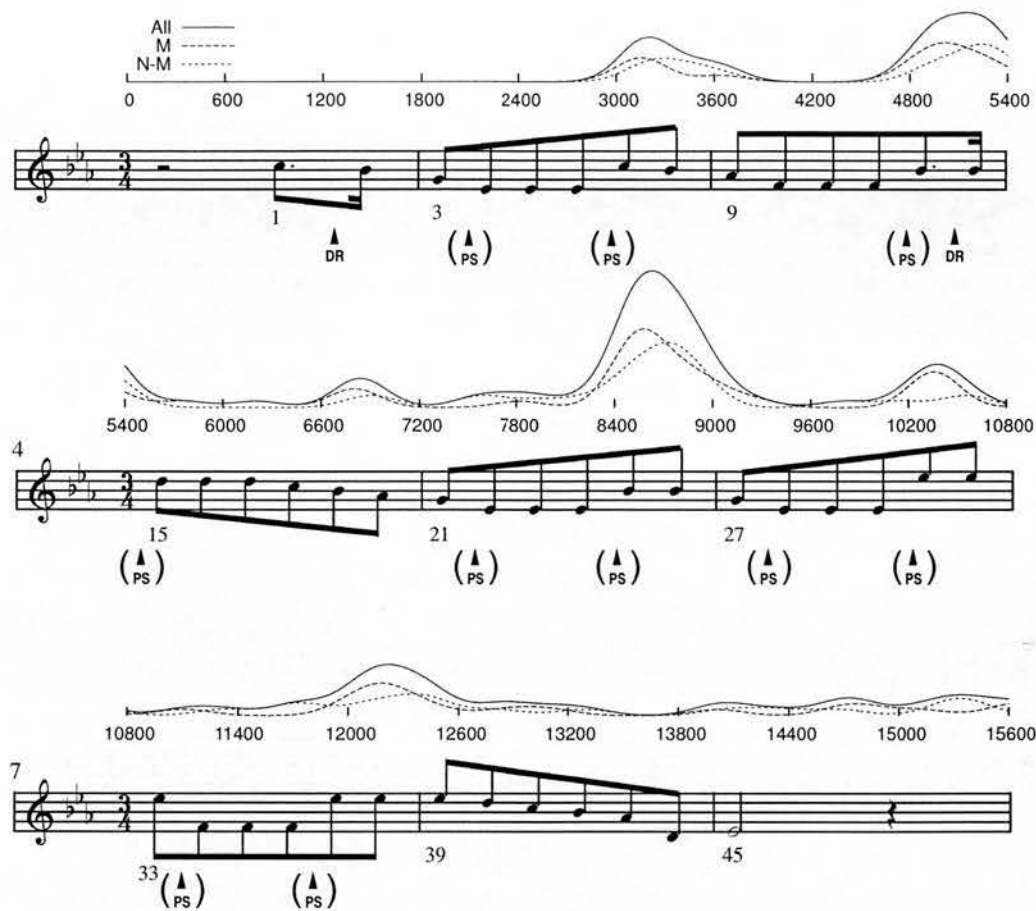 All
M
N-M
0 600 1200 1800 2400 3000 3600 4200 4800 5400
3 4
1 3 9
DR (PS) (PS) (PS) DR
5400 6000 6600 7200 7800 8400 9000 9600 10200 10800
4
3 4
15 21 27
(PS) (PS) (PS) (PS) (PS)
10800 11400 12000 12600 13200 13800 14400 15000 15600
7
3 4
33 39 45
(PS) (PS)